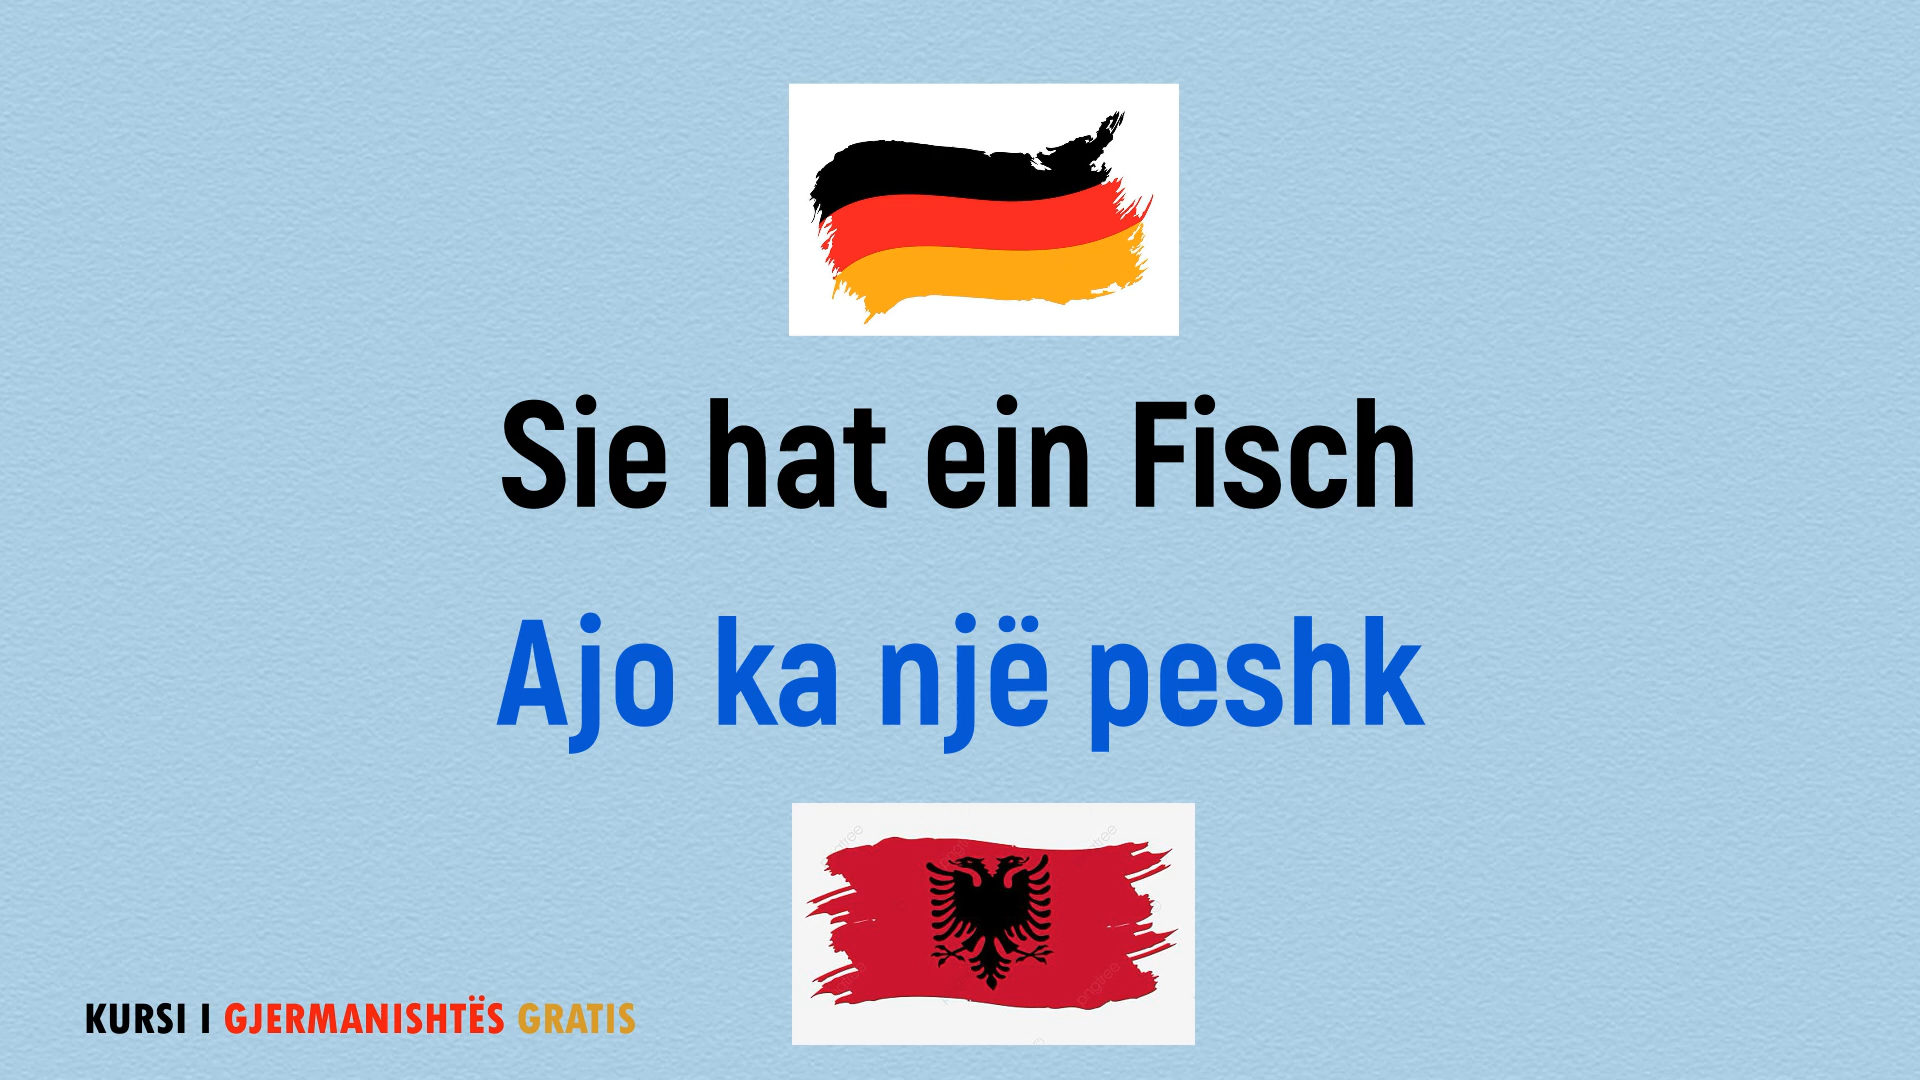 Sie hat ein Fisch
Ajo ka një peshk
KURSI I GJERMANISHTËS GRATIS